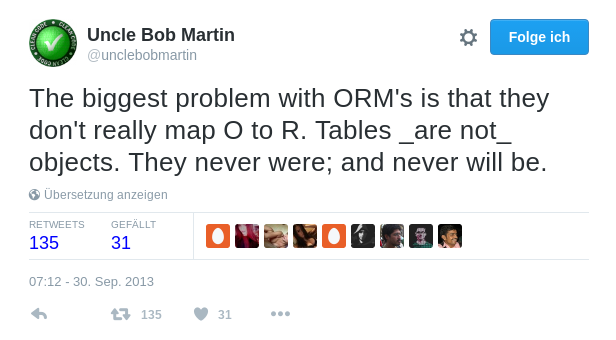 Uncle Bob Martin
@unclebobmartin
Folge ich
The biggest problem with ORM's is that they
don't really map O to R. Tables _are not_
objects. They never were; and never will be.
Übersetzung anzeigen
RETWEETS GEFÄLLT
135 31
07:12 - 30. Sep. 2013
135 31